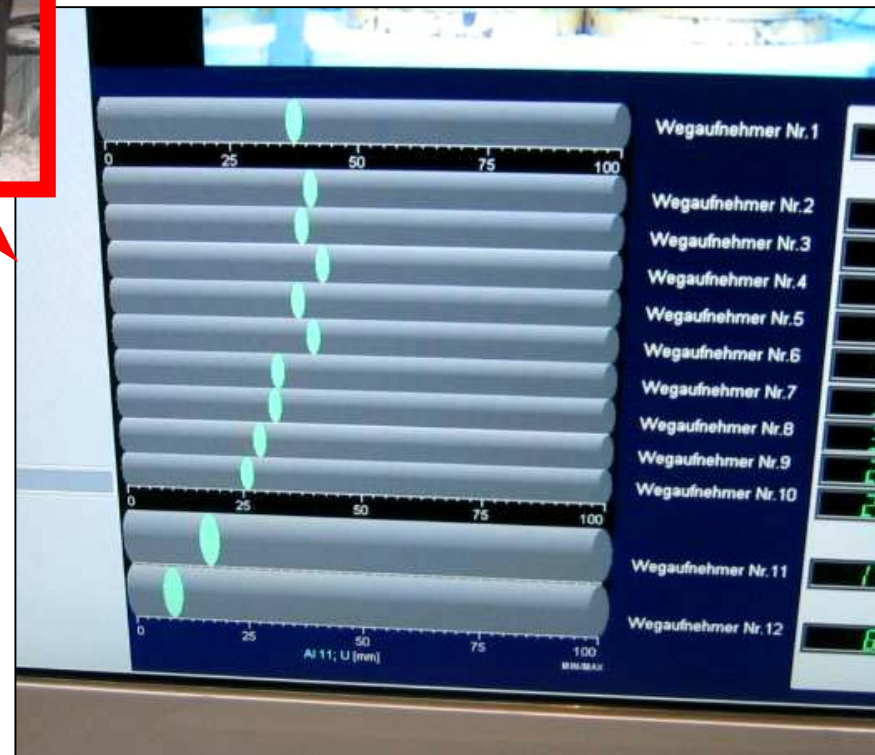 Wegaufnehmer Nr.1
0 25 50 75 100
Wegaufnehmer Nr.2
Wegaufnehmer Nr.3
Wegaufnehmer Nr.4
Wegaufnehmer Nr.5
Wegaufnehmer Nr.6
Wegaufnehmer Nr.7
Wegaufnehmer Nr.8
Wegaufnehmer Nr.9
Wegaufnehmer Nr.10
0 25 50 75 100
Wegaufnehmer Nr.11
Wegaufnehmer Nr.12
0 25 50 75 100
AI 11; U [mm]
MIN/MAX